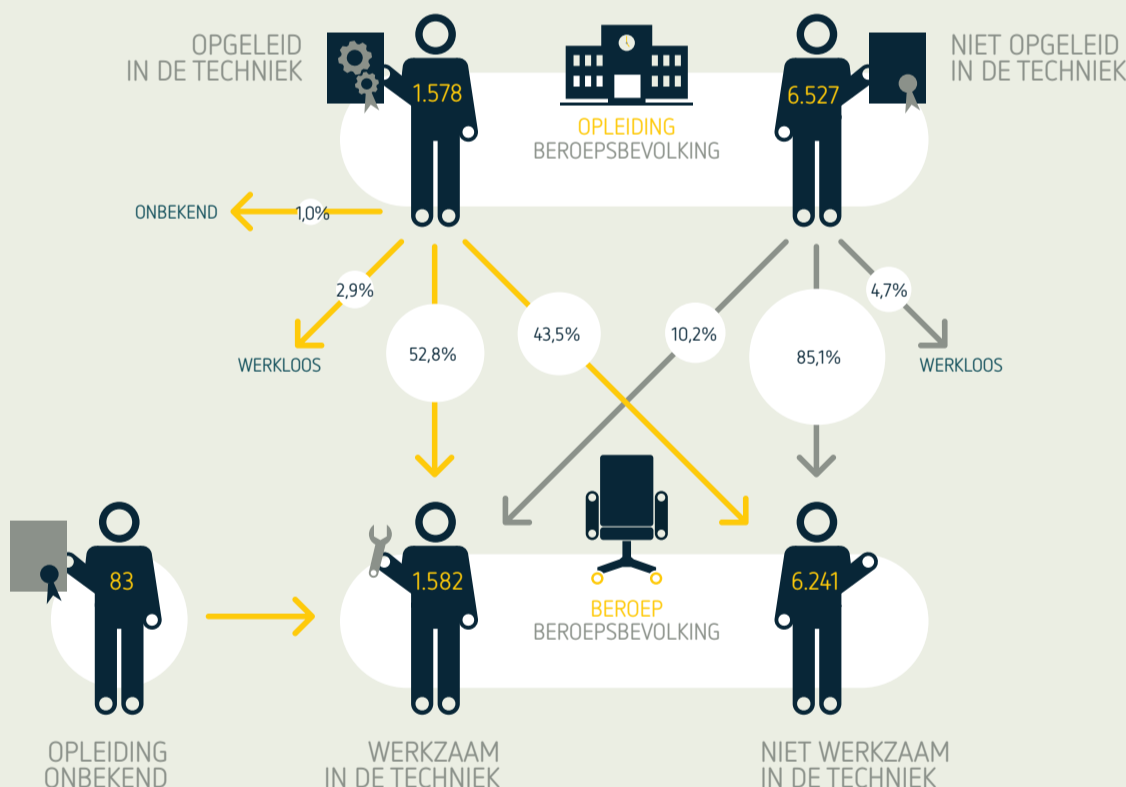 OPGELEID
IN DE TECHNIEK
1.578
OPLEIDING
BEROEPSBEVOLKING
6.527
NIET OPGELEID
IN DE TECHNIEK
ONBEKEND
1,0%
2,9%
WERKLOOS
52,8%
43,5%
10,2%
85,1%
4,7%
WERKLOOS
83
OPLEIDING
ONBEKEND
1.582
WERKZAAM
IN DE TECHNIEK
BEROEP
BEROEPSBEVOLKING
6.241
NIET WERKZAAM
IN DE TECHNIEK